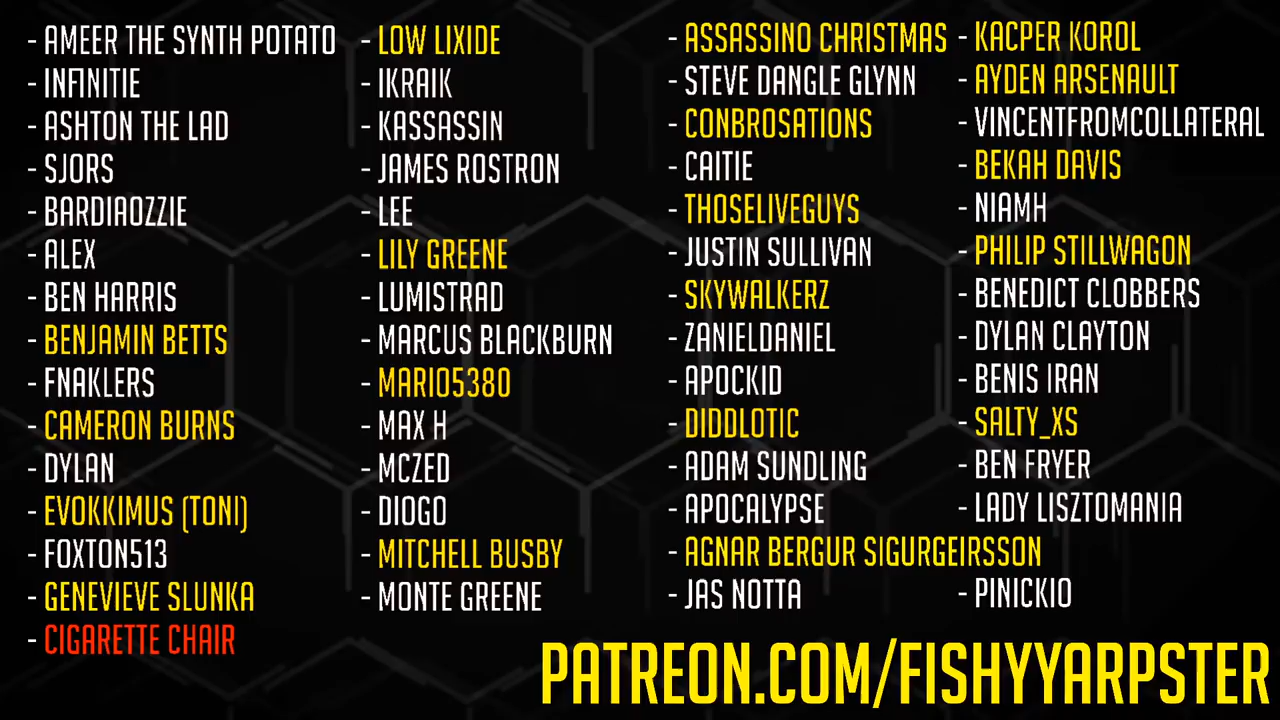 - AMEER THE SYNTH POTATO
- INFINITIE
- ASHTON THE LAD
- SJORS
- BARDIAOZZIE
- ALEX
- BEN HARRIS
- BENJAMIN BETTS
- FNAKLERS
- CAMERON BURNS
- DYLAN
- EVOKKIMUS (TONI)
- FOXTON513
- GENEVIEVE SLUNKA
- CIGARETTE CHAIR
- LOW LIXIDE
- IKRAIK
- KASSASSIN
- JAMES ROSTRON
- LEE
- LILY GREENE
- LUMISTRAD
- MARCUS BLACKBURN
- MARIO5380
- MAX H
- MCZED
- DIOGO
- MITCHELL BUSBY
- MONTE GREENE
- ASSASSINO CHRISTMAS
- STEVE DANGLE GLYNN
- CONBROSATIONS
- CAITIE
- THOSELIVEGUYS
- JUSTIN SULLIVAN
- SKYWALKERZ
- ZANIELDANIEL
- APOCKID
- DIDDLOTIC
- ADAM SUNDLING
- APOCALYPSE
- AGNAR BERGUR SIGURGEIRSSON
- JAS NOTTA
- KACPER KOROL
- AYDEN ARSENAULT
- VINCENTFROMCOLLATERAL
- BEKAH DAVIS
- NIAMH
- PHILIP STILLWAGON
- BENEDICT CLOBBERS
- DYLAN CLAYTON
- BENIS IRAN
- SALTY_XS
- BEN FRYER
- LADY LISZTOMANIA
- PINICKIO
PATREON.COM/FISHYYARPSTER